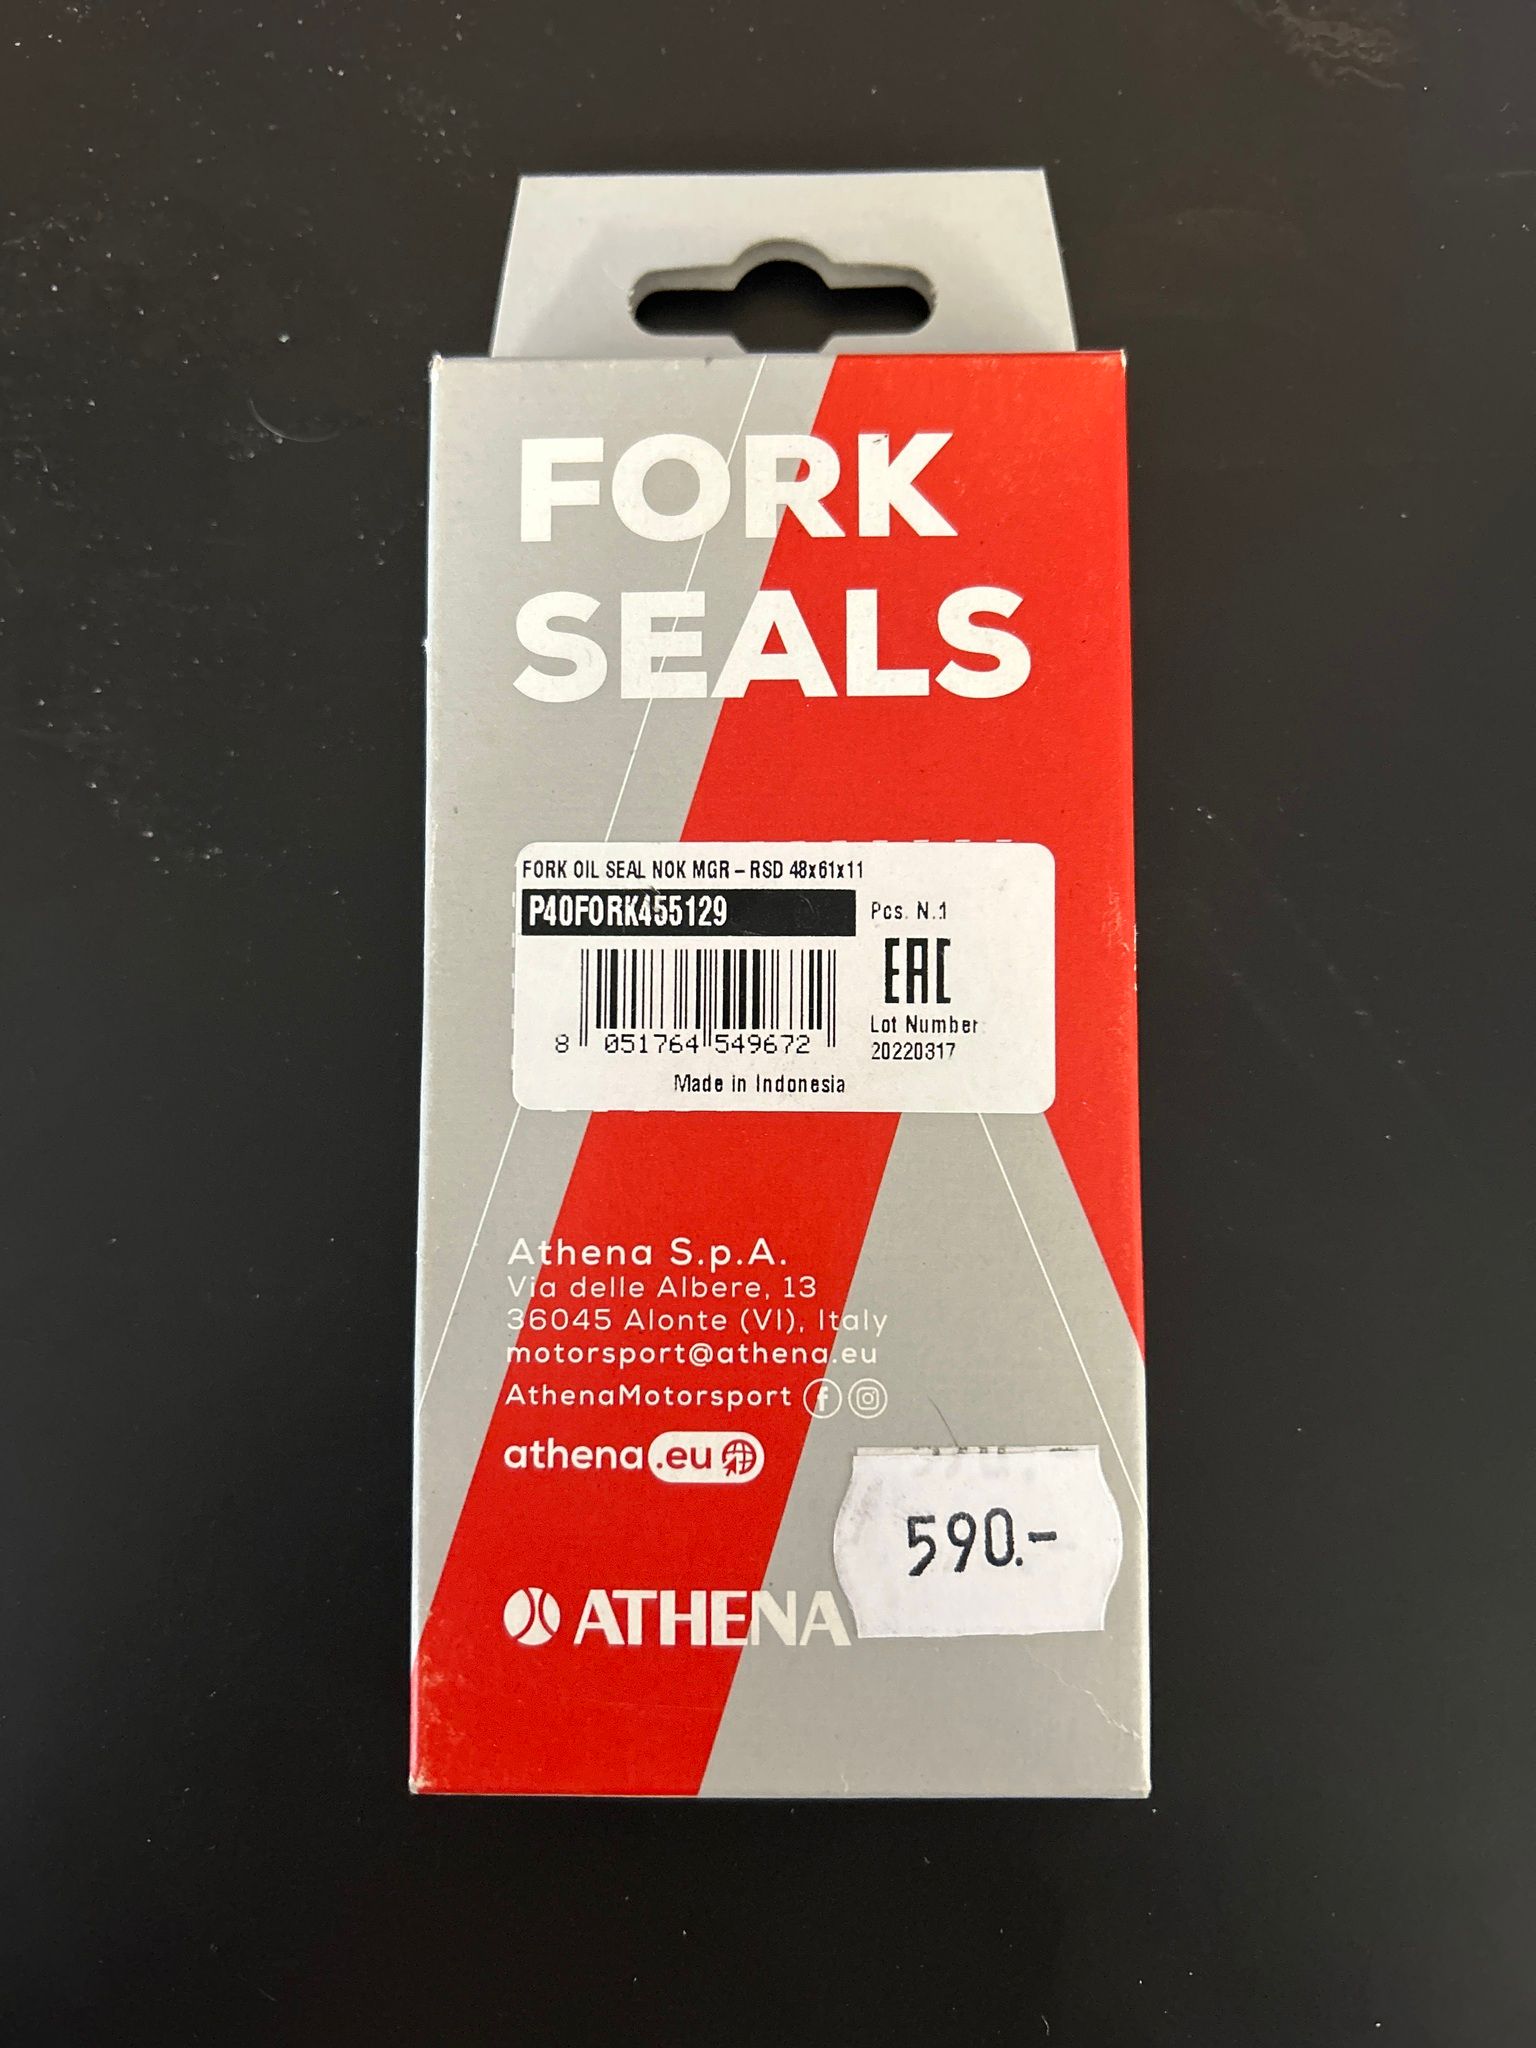 FORK
SEALS
FORK OIL SEAL NOK MGR – RSD 48x61x11
P40FORK455129
Pcs. N.1
EAC
8 051764 549672
Lot Number:
20220317
Made in Indonesia
Athena S.p.A.
Via delle Albere, 13
36045 Alonte (VI), Italy
motorsport@athena.eu
AthenaMotorsport
athena.eu
590.-
ATHENA